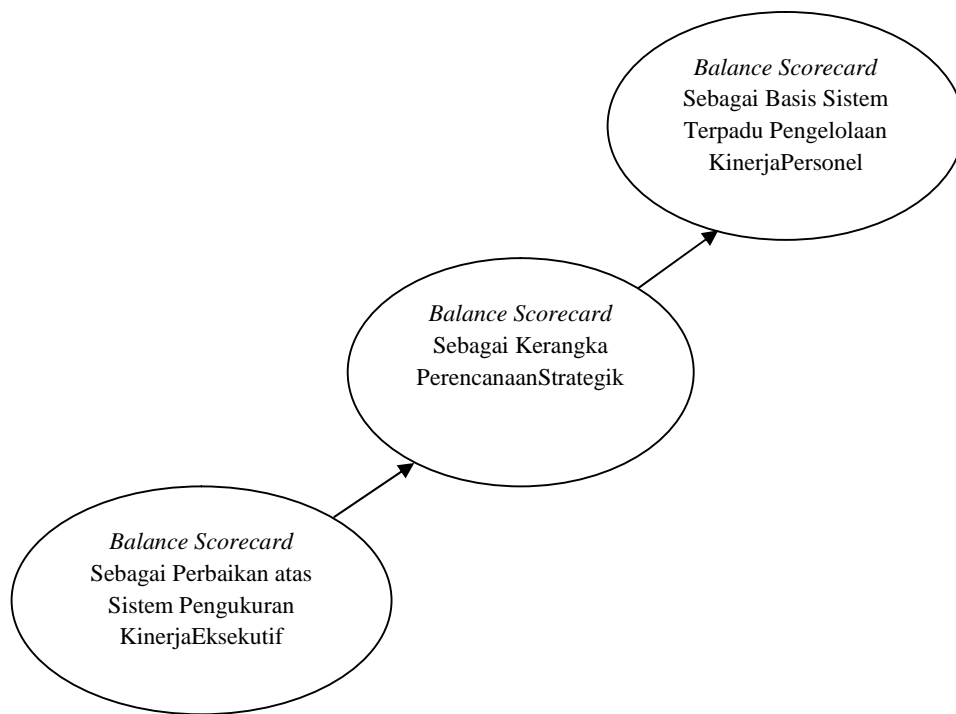 Balance Scorecard
Sebagai Basis Sistem
Terpadu Pengelolaan
KinerjaPersonel
Balance Scorecard
Sebagai Kerangka
PerencanaanStrategik
Balance Scorecard
Sebagai Perbaikan atas
Sistem Pengukuran
KinerjaEksekutif